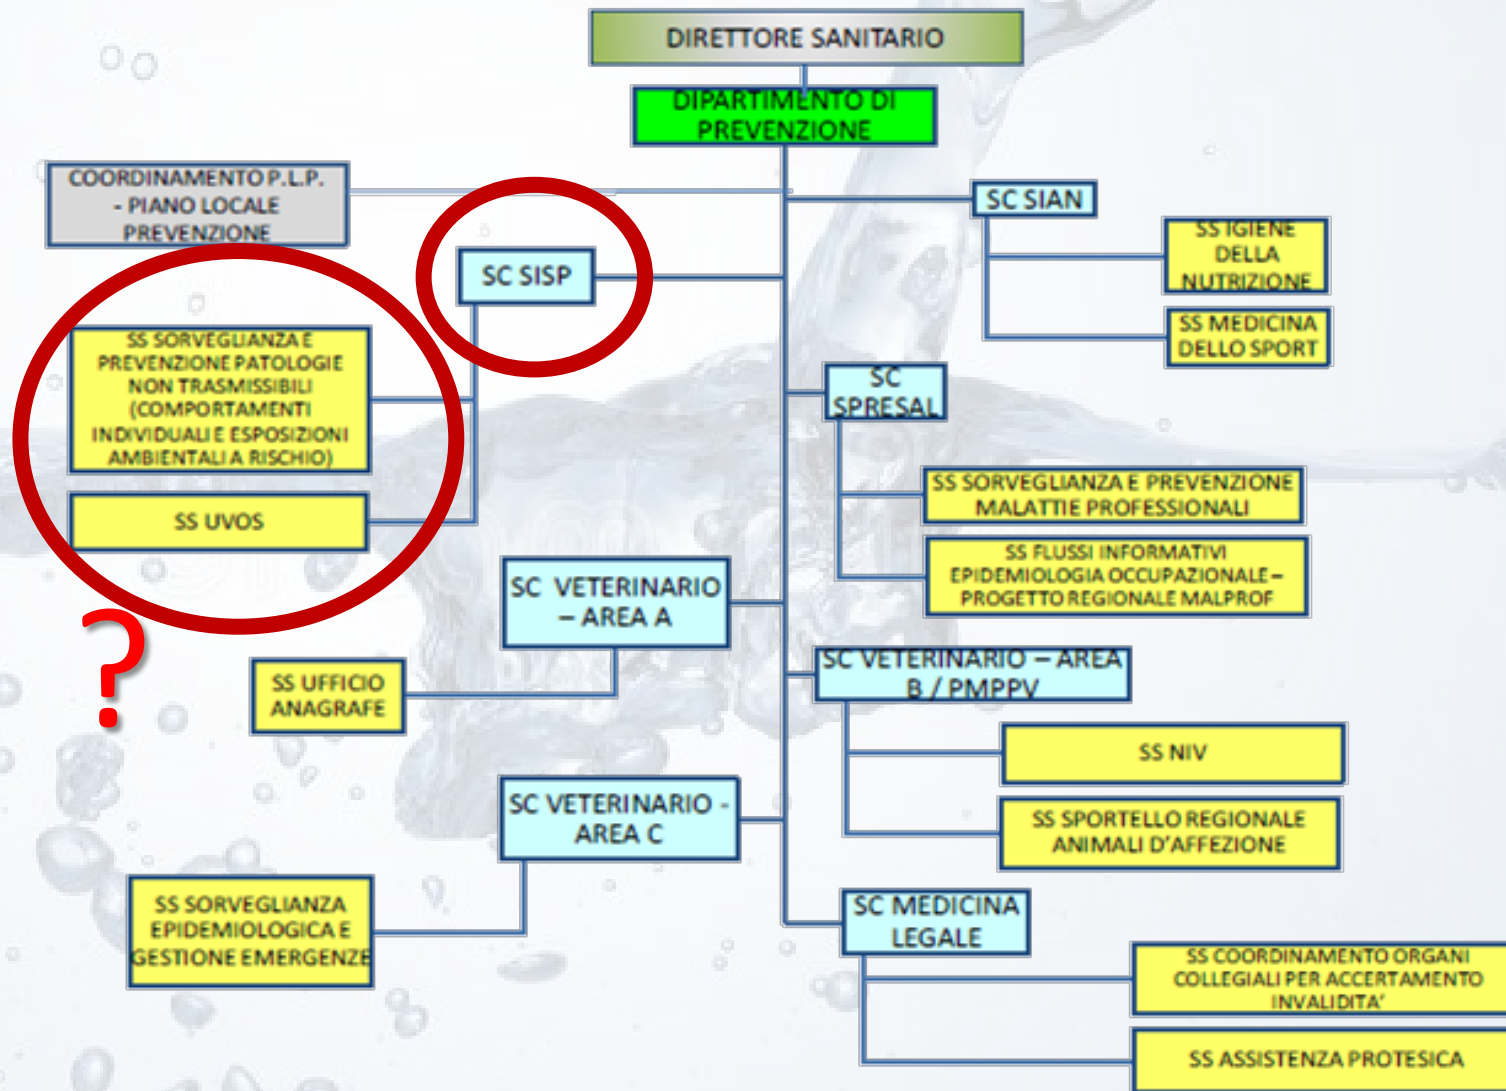 DIRETTORE SANITARIO
DIPARTIMENTO DI
PREVENZIONE
COORDINAMENTO P.L.P.
- PIANO LOCALE
PREVENZIONE
SC SISP
SS SORVEGLIANZA E
PREVENZIONE PATOLOGIE
NON TRASMISSIBILI
(COMPORTAMENTI
INDIVIDUALI E ESPOSIZIONI
AMBIENTALI A RISCHIO)
SS UVOS
?
SC SIAN
SS IGIENE
DELLA
NUTRIZIONE
SS MEDICINA
DELLO SPORT
SC
SPRESAL
SS SORVEGLIANZA E PREVENZIONE
MALATTIE PROFESSIONALI
SS FLUSSI INFORMATIVI
EPIDEMIOLOGIA OCCUPAZIONALE –
PROGETTO REGIONALE MALPROF
SC VETERINARIO
– AREA A
SS UFFICIO
ANAGRAFE
SC VETERINARIO – AREA
B / PMPPV
SS NIV
SS SPORTELLO REGIONALE
ANIMALI D'AFFEZIONE
SC VETERINARIO -
AREA C
SS SORVEGLIANZA
EPIDEMIOLOGICA E
GESTIONE EMERGENZE
SC MEDICINA
LEGALE
SS COORDINAMENTO ORGANI
COLLEGIALI PER ACCERTAMENTO
INVALIDITA'
SS ASSISTENZA PROTESICA